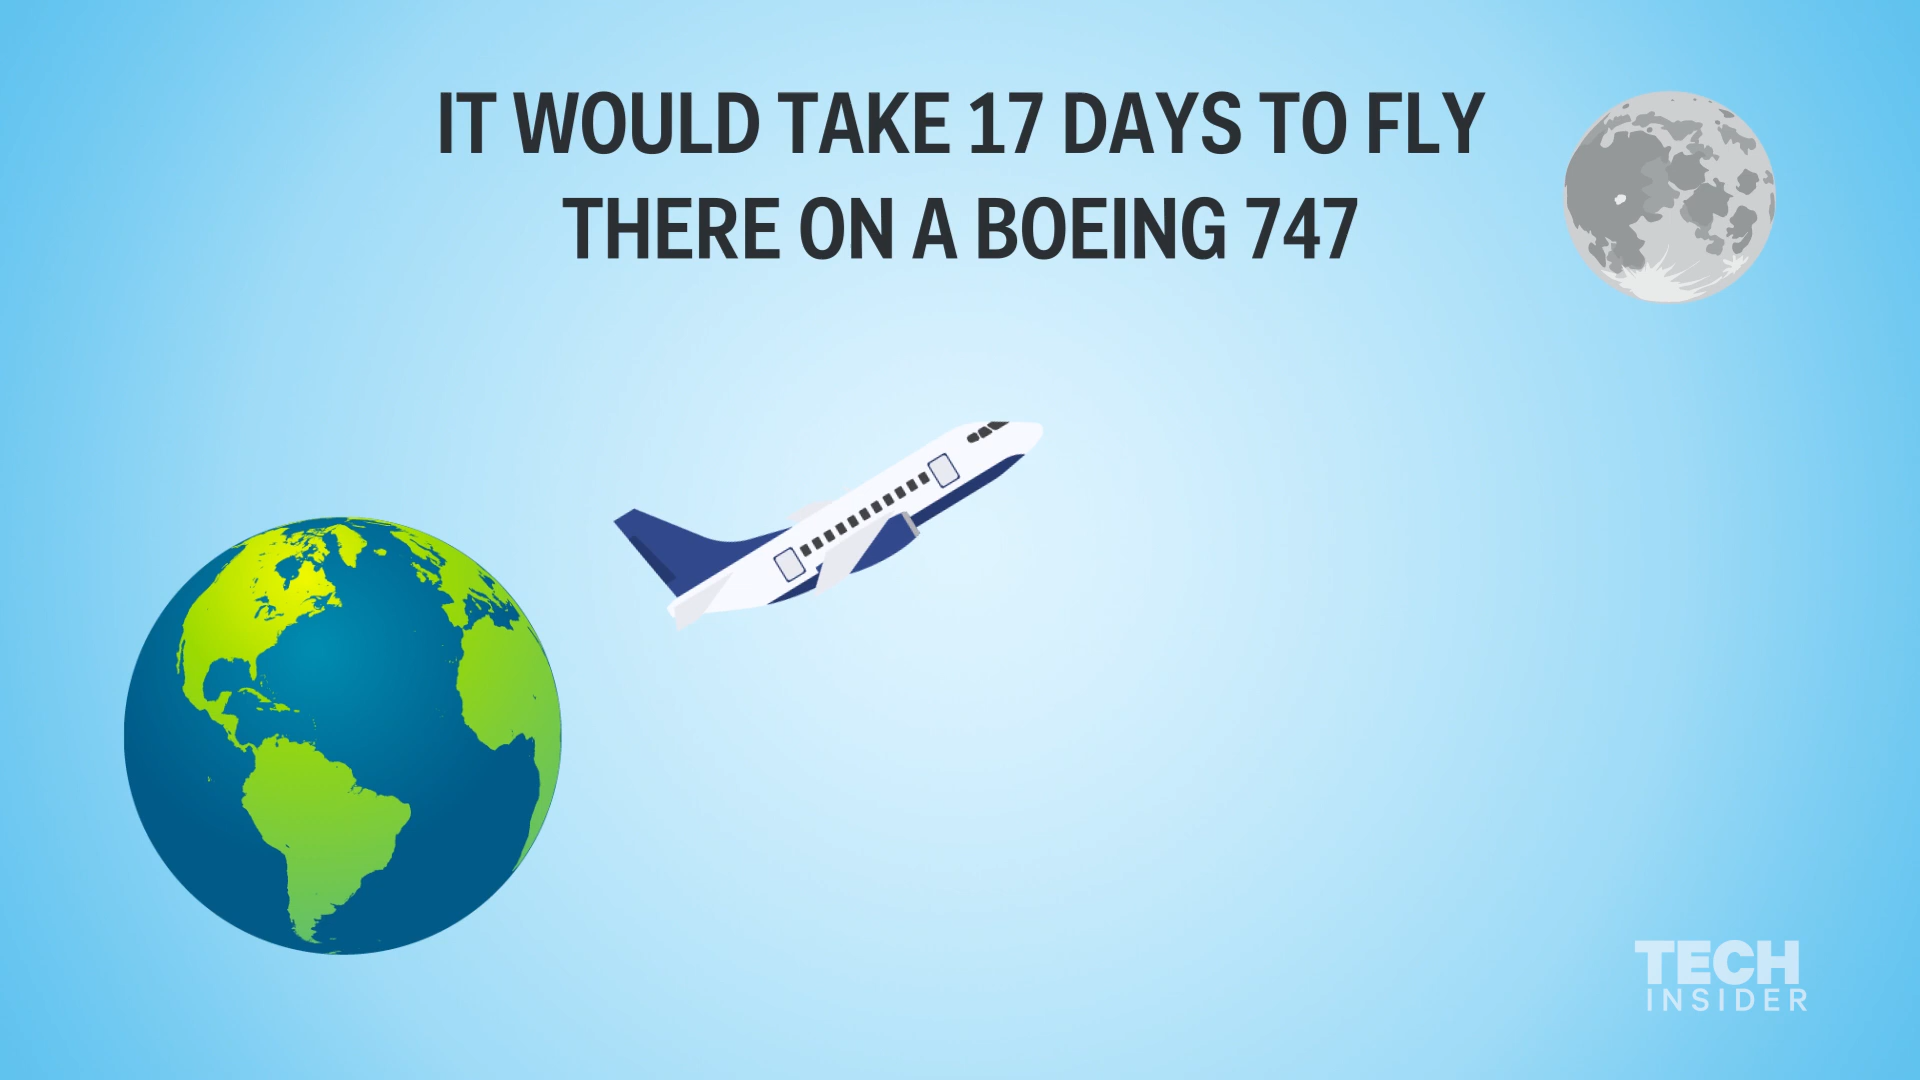 IT WOULD TAKE 17 DAYS TO FLY
THERE ON A BOEING 747
TECH
INSIDER